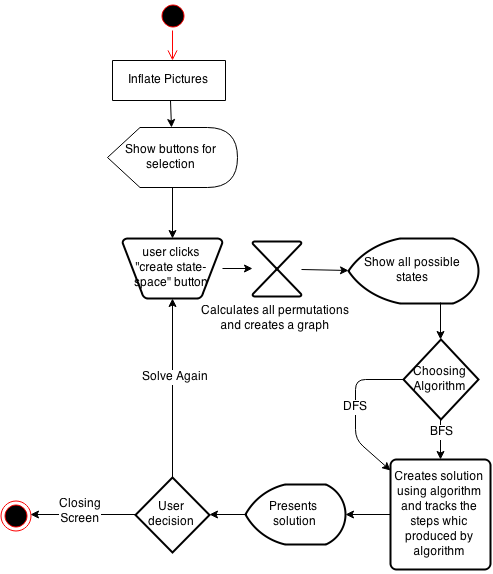 Inflate Pictures
Show buttons for
selection
user clicks
"create state-
space" button
Calculates all permutations
and creates a graph
Show all possible
states
Choosing
Algorithm
DFS
BFS
Creates solution
using algorithm
and tracks the
steps whic
produced by
algorithm
Presents
solution
User
decision
Solve Again
Closing
Screen